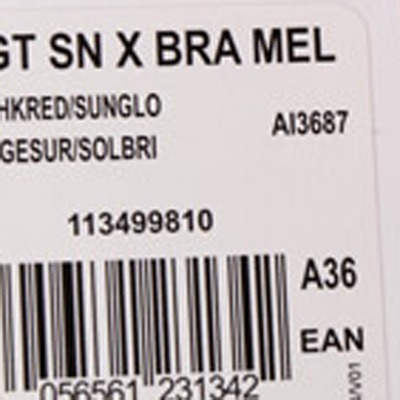 GT SN X BRA MEL
HKRED/SUNGLO
GESUR/SOLBRI
AI3687
113499810
A36
EAN
056561 231342